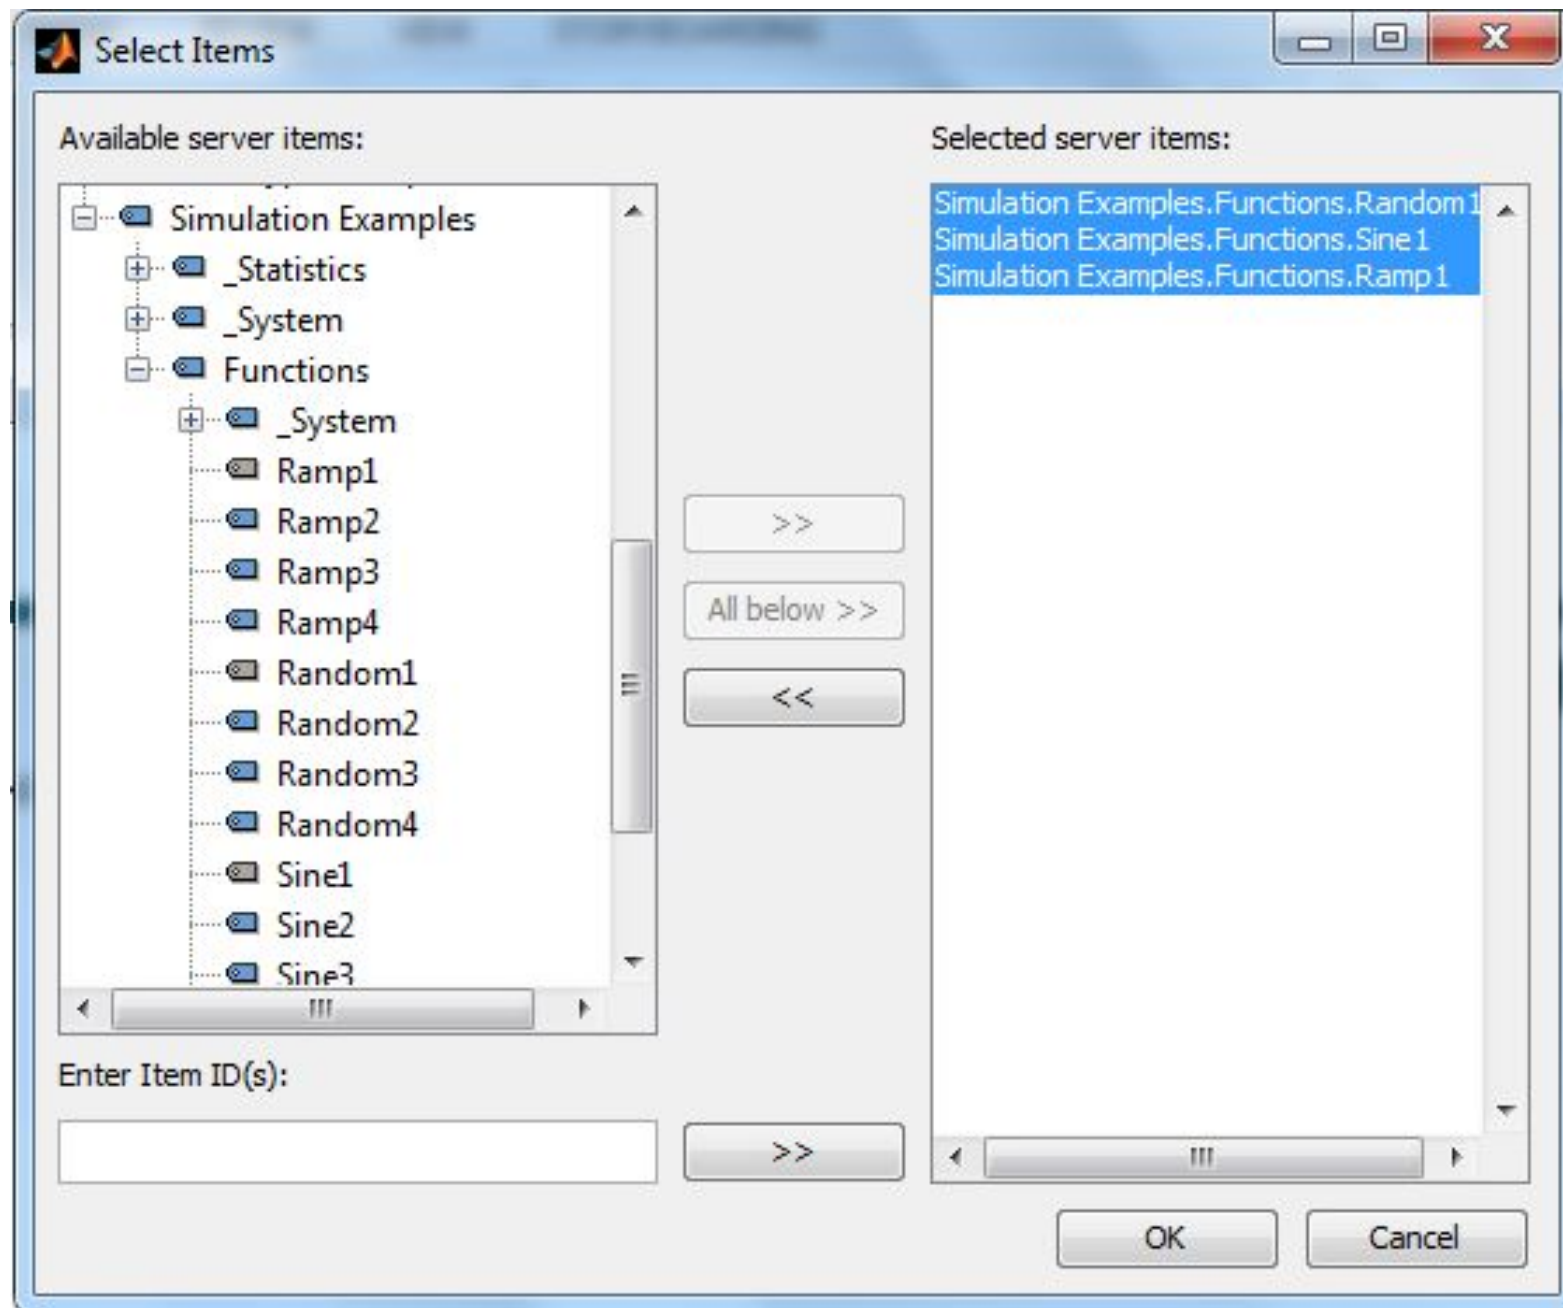 Select Items
Available server items:
Simulation Examples
_Statistics
_System
Functions
_System
Ramp1
Ramp2
Ramp3
Ramp4
Random1
Random2
Random3
Random4
Sine1
Sine2
Sine3
Enter Item ID(s):
>>
All below >>
<<
>>
Selected server items:
Simulation Examples.Functions.Random1
Simulation Examples.Functions.Sine1
Simulation Examples.Functions.Ramp1
OK
Cancel